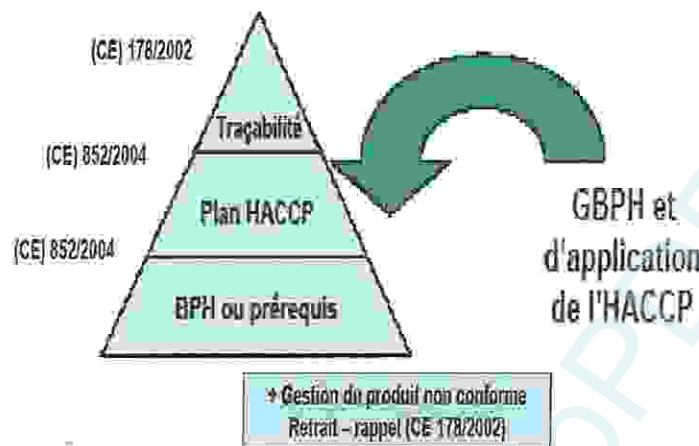 (CE) 178/2002
Traçabilité
(CE) 852/2004
Plan HACCP
(CE) 852/2004
BPH ou prérequis
GBPH et
d'application
de l'HACCP
+ Gestion de produit non conforme
Retrait – rappel (CE 178/2002)